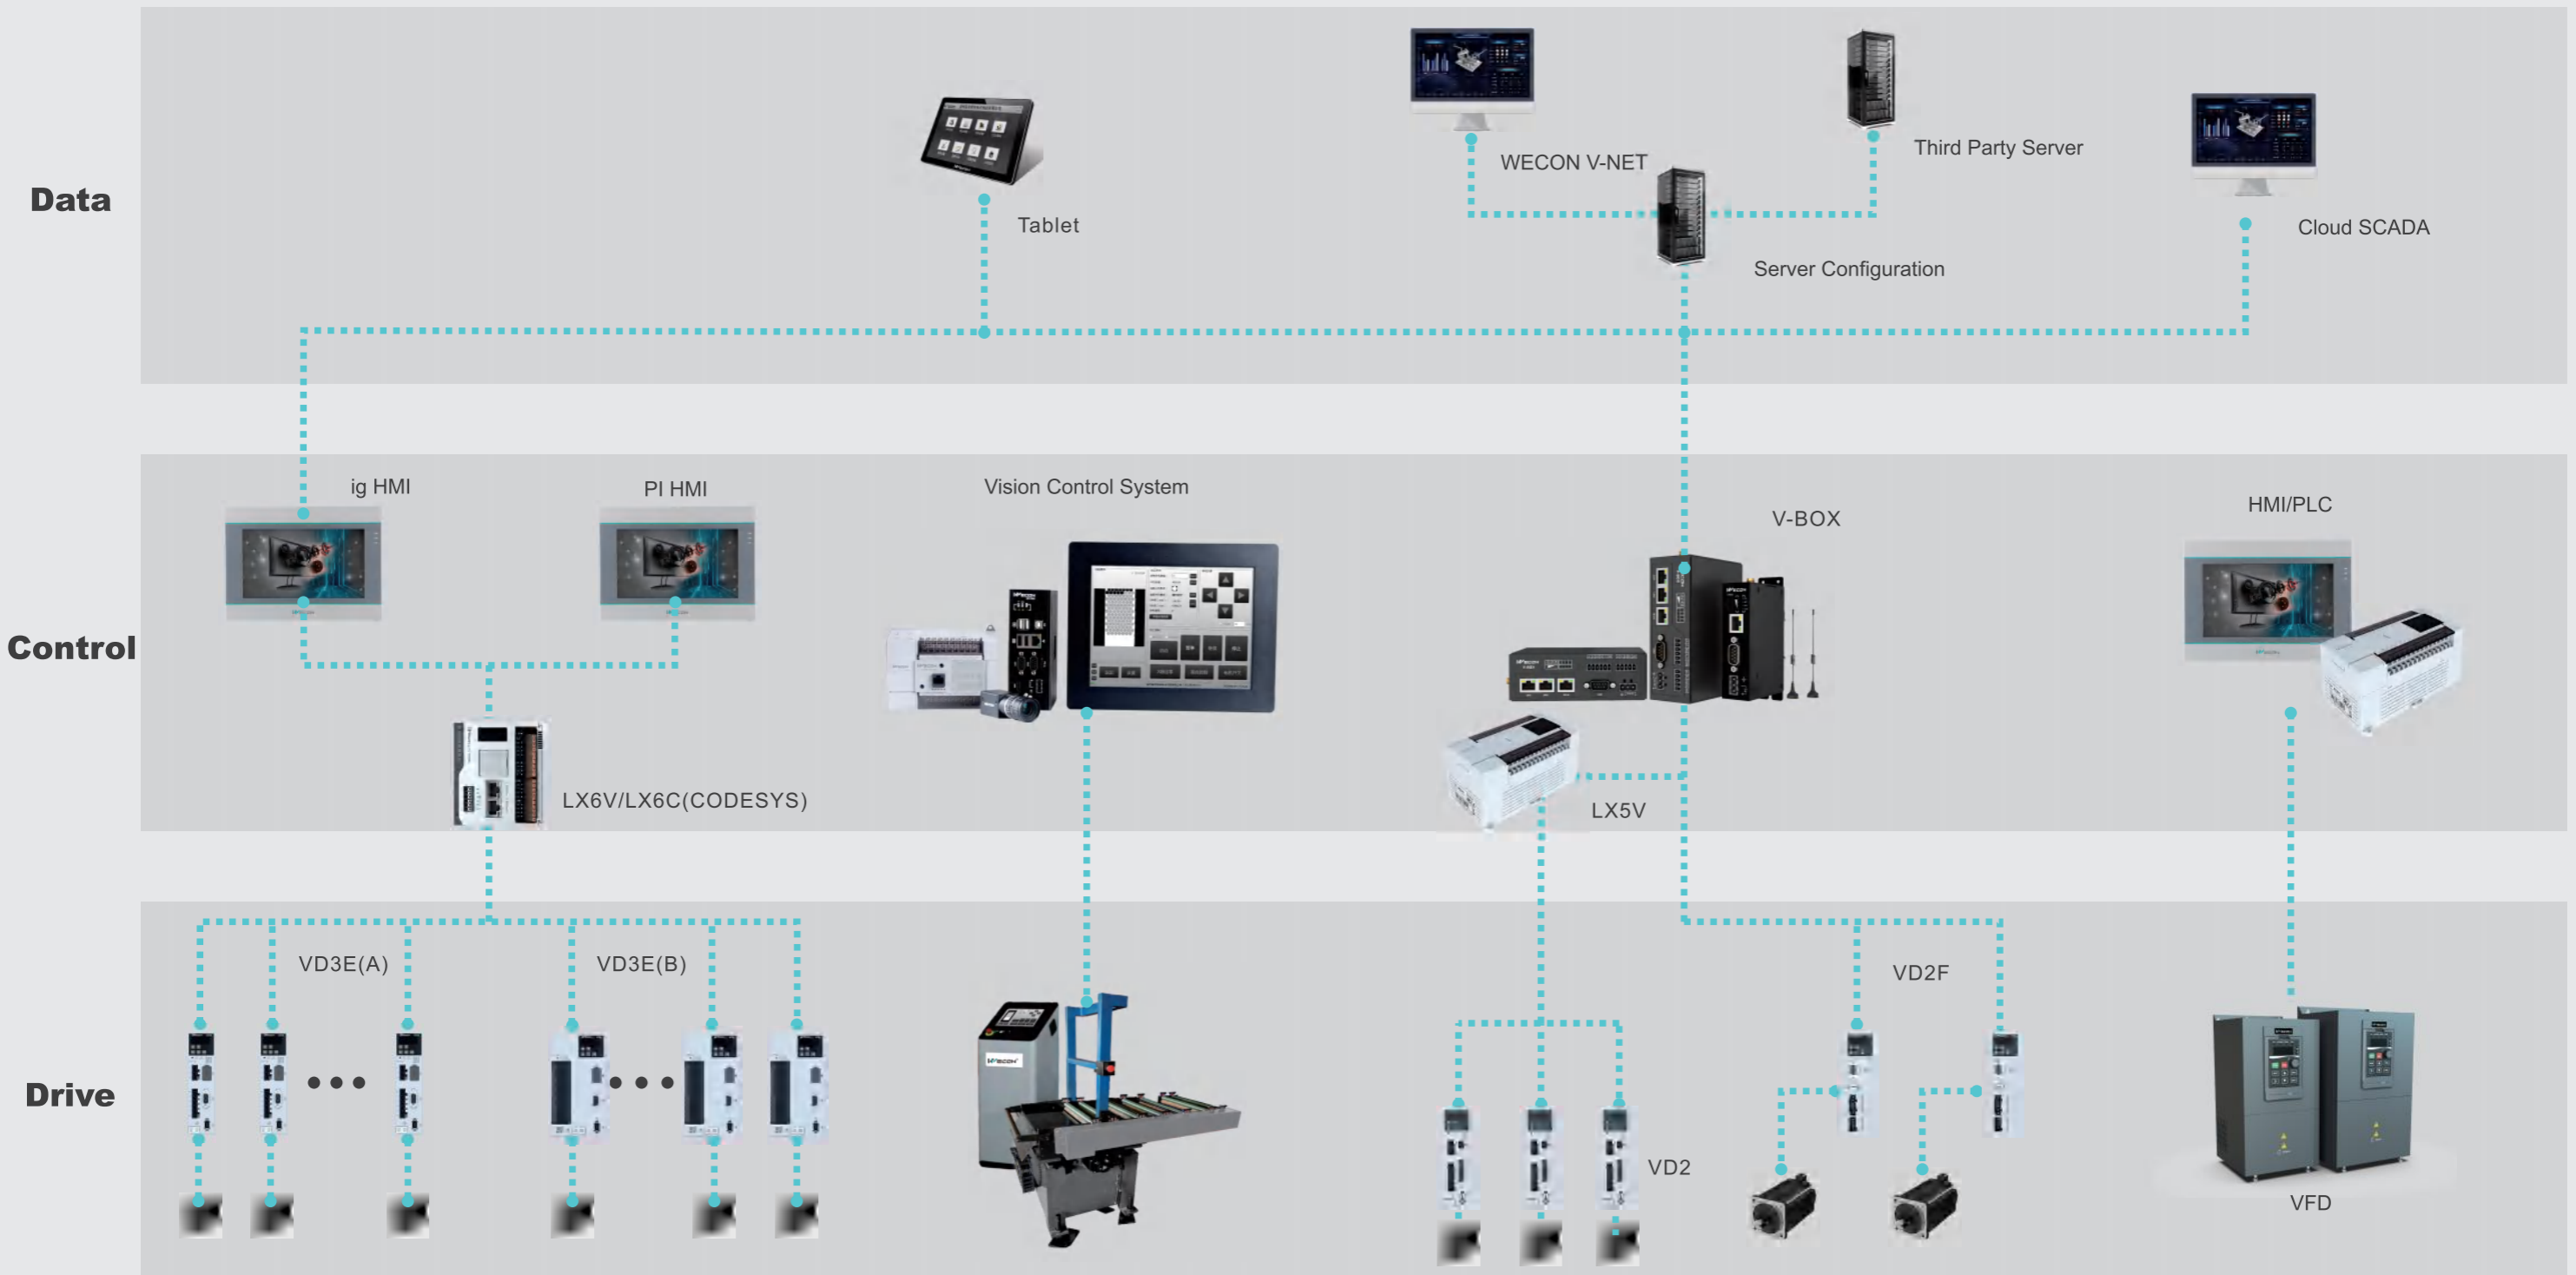 Data
Tablet
WECON V-NET
Third Party Server
Server Configuration
Cloud SCADA
Control
ig HMI
PI HMI
Vision Control System
V-BOX
HMI/PLC
LX6V/LX6C(CODESYS)
LX5V
Drive
VD3E(A)
VD3E(B)
VD2
VD2F
VFD